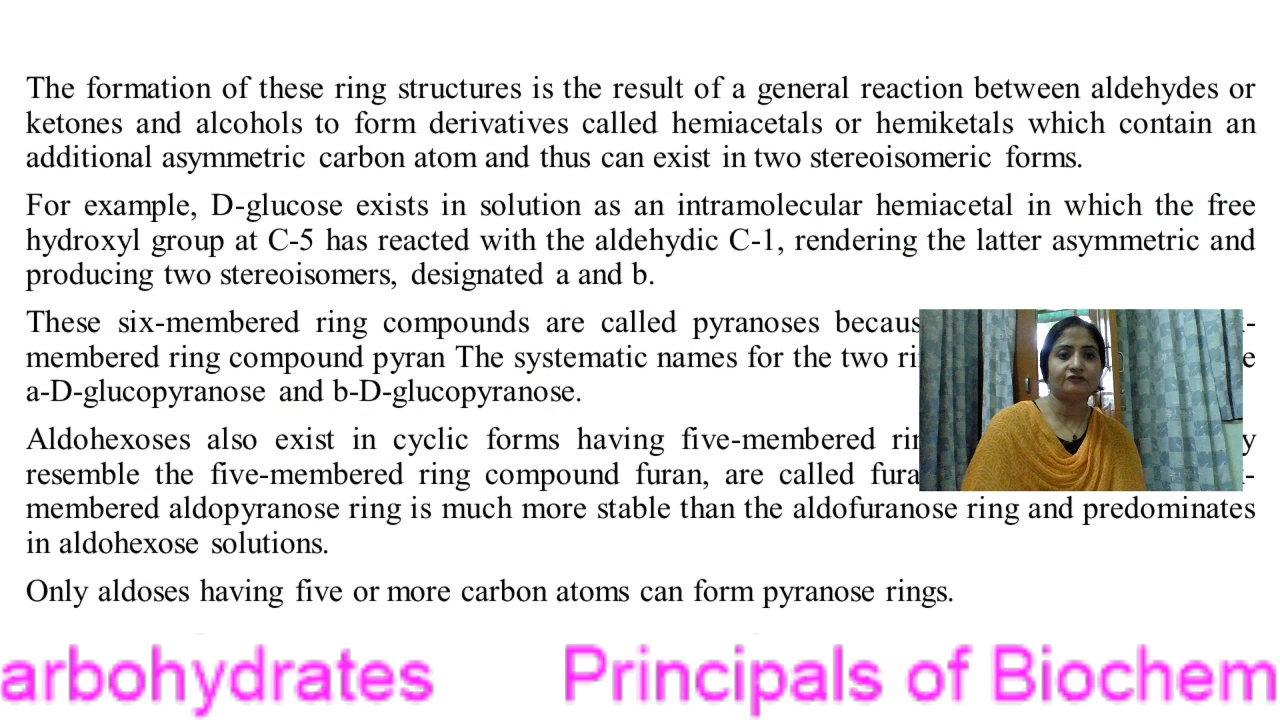 The formation of these ring structures is the result of a general reaction between aldehydes or
ketones and alcohols to form derivatives called hemiacetals or hemiketals which contain an
additional asymmetric carbon atom and thus can exist in two stereoisomeric forms.
For example, D-glucose exists in solution as an intramolecular hemiacetal in which the free
hydroxyl group at C-5 has reacted with the aldehydic C-1, rendering the latter asymmetric and
producing two stereoisomers, designated a and b.
These six-membered ring compounds are called pyranoses
membered ring compound pyran The systematic names for the two
a-D-glucopyranose and b-D-glucopyranose.
Aldohexoses also exist in cyclic forms having five-membered
resemble the five-membered ring compound furan, are called
membered aldopyranose ring is much more stable than the aldofuranose ring and predominates
in aldohexose solutions.
Only aldoses having five or more carbon atoms can form pyranose rings.
arbohydrates Principals of Biochem